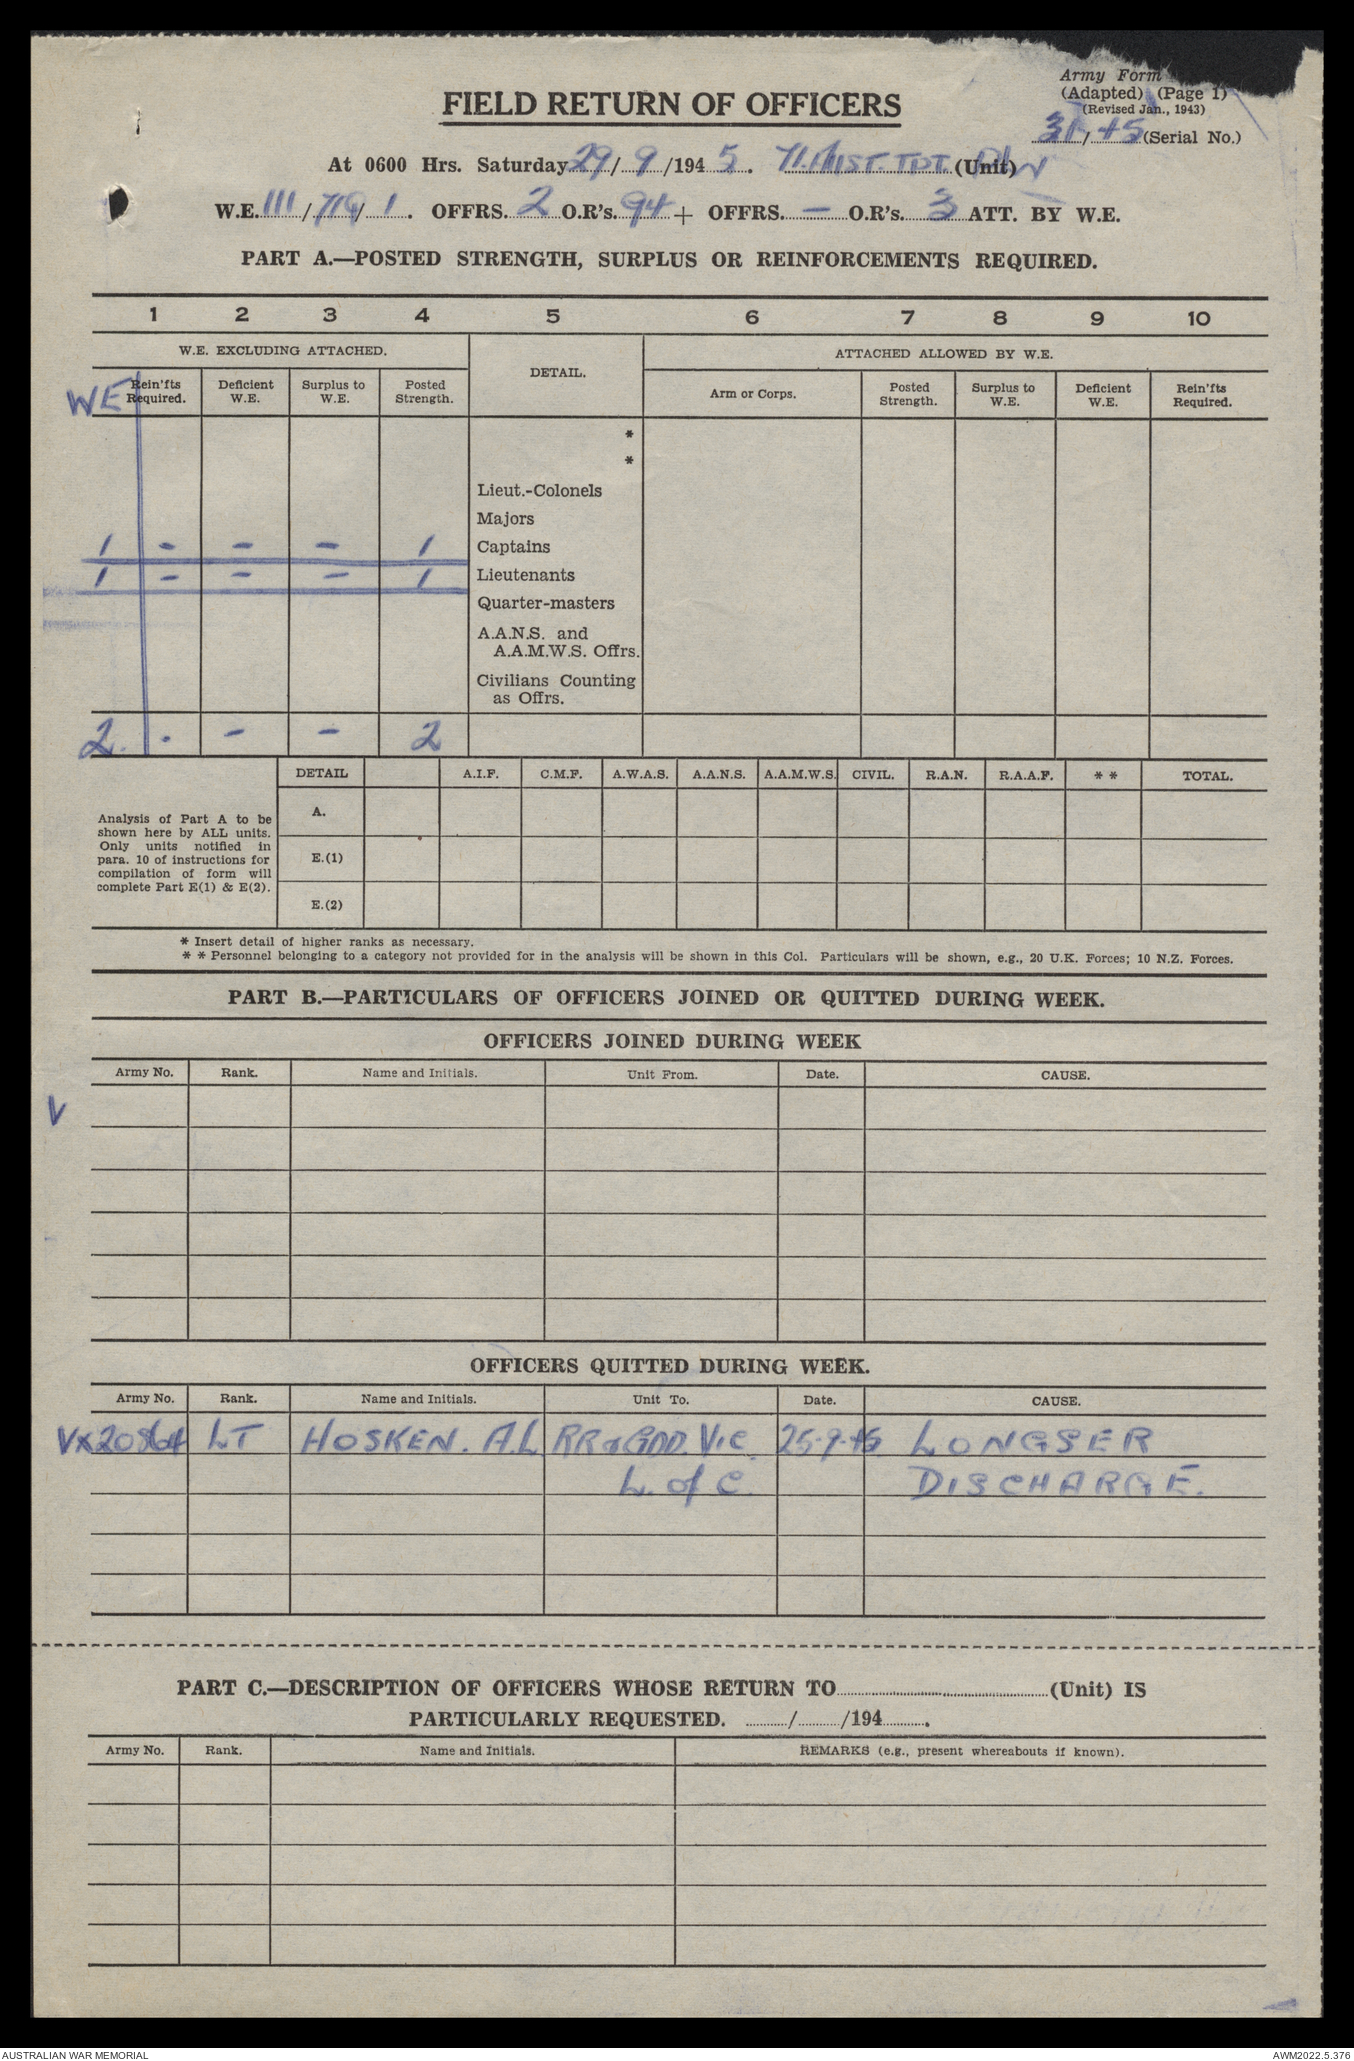 Army Form
(Adapted) (Page 1)
(Revised Jan., 1943)
31/45 (Serial No.)
FIELD RETURN OF OFFICERS
At 0600 Hrs. Saturday 29/9/1945. TPT. (Unit)
W.E. 111/ / 1. OFFRS. 2 O.R's. 94 + OFFRS. – O.R's. 3 ATT. BY W.E.
PART A.—POSTED STRENGTH, SURPLUS OR REINFORCEMENTS REQUIRED.
1 2 3 4 5 6 7 8 9 10
W.E. EXCLUDING ATTACHED. DETAIL. ATTACHED ALLOWED BY W.E.
WE Rein'fts Required. Deficient W.E. Surplus to W.E. Posted Strength. Arm or Corps. Posted Strength. Surplus to W.E. Deficient W.E. Rein'fts Required.
*
*
Lieut.-Colonels
Majors
1 – – – 1 Captains
1 – – – 1 Lieutenants
Quarter-masters
A.A.N.S. and
A.A.M.W.S. Offrs.
Civilians Counting
as Offrs.
2. - – – 2
DETAIL A.I.F. C.M.F. A.W.A.S. A.A.N.S. A.A.M.W.S. CIVIL. R.A.N. R.A.A.F. * * TOTAL.
Analysis of Part A to be
shown here by ALL units.
Only units notified in
para. 10 of instructions for
compilation of form will
complete Part E(1) & E(2).
A.
E.(1)
E.(2)
* Insert detail of higher ranks as necessary.
* * Personnel belonging to a category not provided for in the analysis will be shown in this Col. Particulars will be shown, e.g., 20 U.K. Forces; 10 N.Z. Forces.
PART B.—PARTICULARS OF OFFICERS JOINED OR QUITTED DURING WEEK.
OFFICERS JOINED DURING WEEK
Army No. Rank. Name and Initials. Unit From. Date. CAUSE.
V
OFFICERS QUITTED DURING WEEK.
Army No. Rank. Name and Initials. Unit To. Date. CAUSE.
VX20864 LT HOSKEN. A.L RR&GDD. Vic 25-9-45 LONGSER
L. of C. DISCHARGE.
PART C.—DESCRIPTION OF OFFICERS WHOSE RETURN TO (Unit) IS
PARTICULARLY REQUESTED. / /194 .
Army No. Rank. Name and Initials. REMARKS (e.g., present whereabouts if known).
AUSTRALIAN WAR MEMORIAL AWM2022.5.376